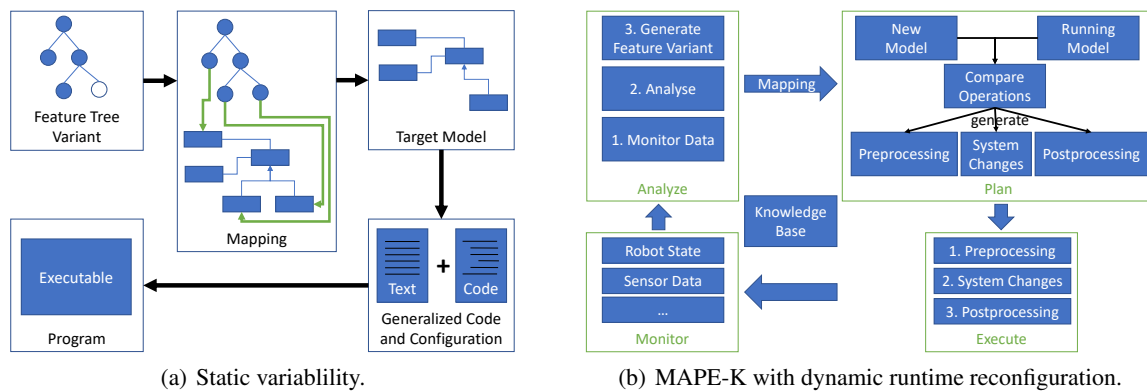 Feature Tree
Variant
Mapping
Target Model
Text
+
Code
Generalized Code
and Configuration
Executable
Program
(a) Static variablility.
3. Generate
Feature Variant
2. Analyse
1. Monitor Data
Analyze
Mapping
New
Model
Running
Model
Compare
Operations
generate
Preprocessing
System
Changes
Postprocessing
Plan
Knowledge
Base
Robot State
Sensor Data
...
Monitor
1. Preprocessing
2. System Changes
3. Postprocessing
Execute
(b) MAPE-K with dynamic runtime reconfiguration.